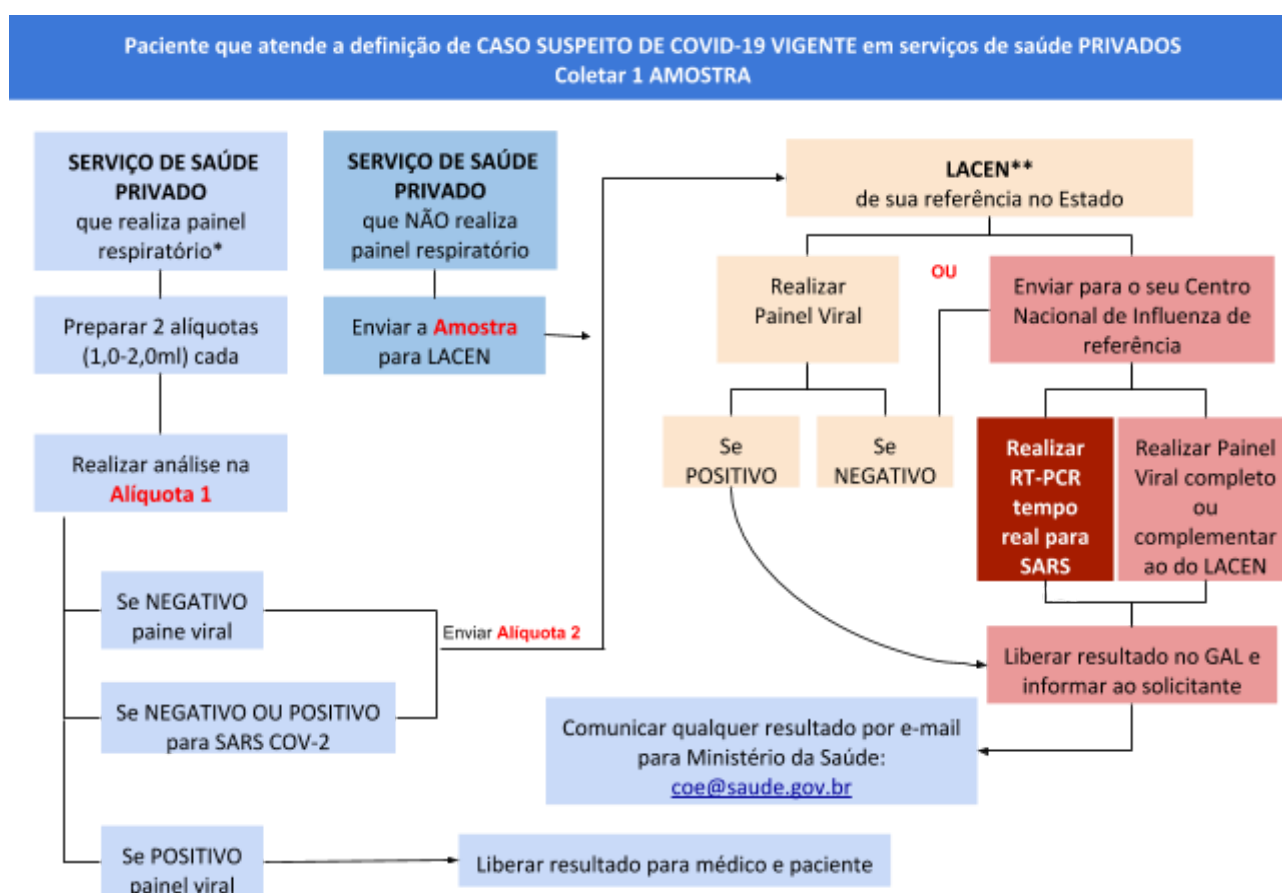 Paciente que atende a definição de CASO SUSPEITO DE COVID-19 VIGENTE em serviços de saúde PRIVADOS
Coletar 1 AMOSTRA
SERVIÇO DE SAÚDE
PRIVADO
que realiza painel
respiratório*
Preparar 2 alíquotas
(1,0-2,0ml) cada
Realizar análise na
Alíquota 1
Se NEGATIVO
paine viral
Se NEGATIVO OU POSITIVO
para SARS COV-2
Se POSITIVO
painel viral
SERVIÇO DE SAÚDE
PRIVADO
que NÃO realiza
painel respiratório
Enviar a Amostra
para LACEN
Enviar Alíquota 2
LACEN**
de sua referência no Estado
Realizar
Painel Viral
OU
Enviar para o seu Centro
Nacional de Influenza de
referência
Se
POSITIVO
Se
NEGATIVO
Realizar
RT-PCR
tempo
real para
SARS
Realizar Painel
Viral completo
ou
complementar
ao do LACEN
Liberar resultado no GAL e
informar ao solicitante
Comunicar qualquer resultado por e-mail
para Ministério da Saúde:
coe@saude.gov.br
Liberar resultado para médico e paciente